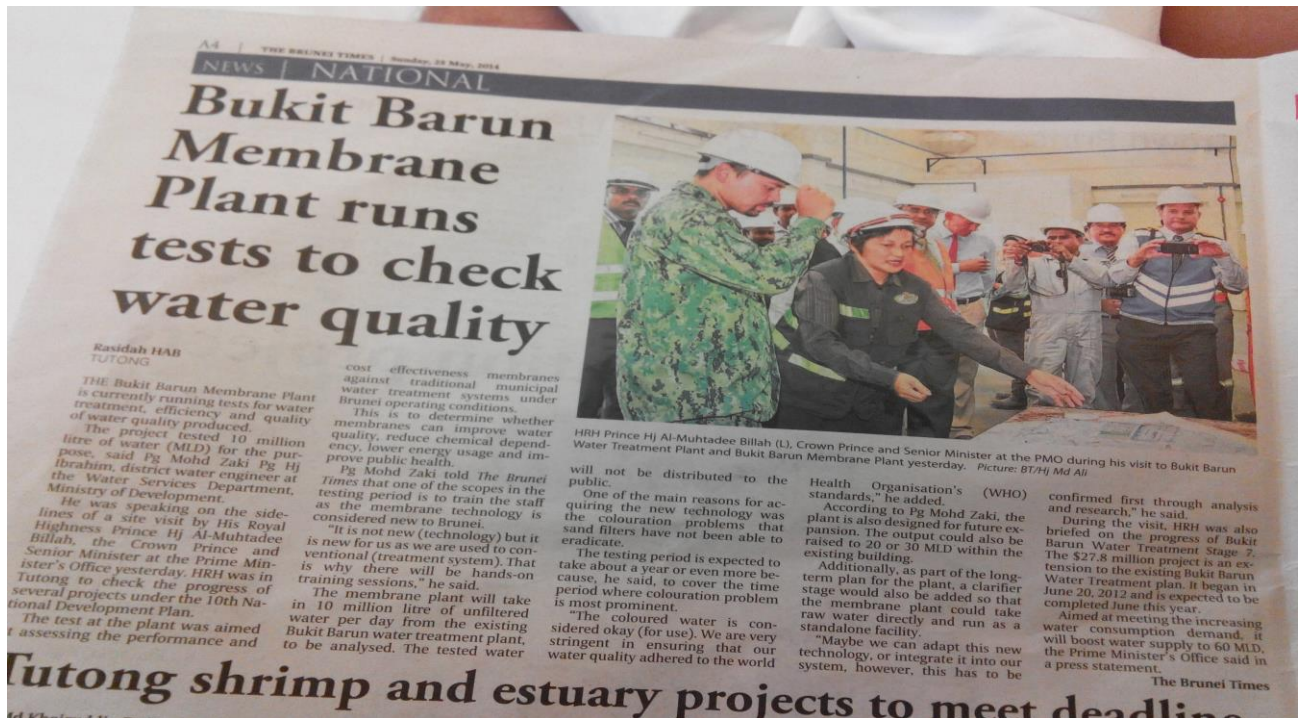 A4 | THE BRUNEI TIMES | Sunday, 25 May, 2014
NEWS | NATIONAL
Bukit Barun
Membrane
Plant runs
tests to check
water quality
Rasidah HAB
TUTONG
THE Bukit Barun Membrane Plant
is currently running tests for water
treatment, efficiency and quality
of water produced.
The project tested 10 million
litre of water (MLD) for the pur-
pose, said Pg Mohd Zaki Pg Hj
Ibrahim, district water engineer at
the Water Services Department,
Ministry of Development.
He was speaking on the side-
lines of a site visit by His Royal
Highness Prince Hj Al-Muhtadee
Billah, the Crown Prince and
Senior Minister at the Prime Min-
ister's Office yesterday. HRH was in
Tutong to check the progress of
several projects under the 10th Na-
tional Development Plan.
The test at the plant was aimed
t assessing the performance and
cost effectiveness membranes
against traditional municipal
water treatment systems under
Brunei operating conditions.
This is to determine whether
membranes can improve water
quality, reduce chemical depend-
ency, lower energy usage and im-
prove public health.
Pg Mohd Zaki told The Brunei
Times that one of the scopes in the
testing period is to train the staff
as the membrane technology is
considered new to Brunei.
"It is not new (technology) but it
is new for us as we are used to con-
ventional (treatment system). That
is why there will be hands-on
training sessions," he said.
The membrane plant will take
in 10 million litre of unfiltered
water per day from the existing
Bukit Barun water treatment plant,
to be analysed. The tested water
HRH Prince Hj Al-Muhtadee Billah (L), Crown Prince and Senior Minister at the PMO during his visit to Bukit Barun
Water Treatment Plant and Bukit Barun Membrane Plant yesterday. Picture: BT/Hj Md Ali
will not be distributed to the
public.
One of the main reasons for ac-
quiring the new technology was
the colouration problems that
sand filters have not been able to
eradicate.
The testing period is expected to
take about a year or even more be-
cause, he said, to cover the time
period where colouration problem
is most prominent.
"The coloured water is con-
sidered okay (for use). We are very
stringent in ensuring that our
water quality adhered to the world
Health Organisation's (WHO)
standards," he added.
According to Pg Mohd Zaki, the
plant is also designed for future ex-
pansion. The output could also be
raised to 20 or 30 MLD within the
existing building.
Additionally, as part of the long-
term plan for the plant, a clarifier
stage would also be added so that
the membrane plant could take
raw water directly and run as a
standalone facility.
"Maybe we can adapt this new
technology, or integrate it into our
system, however, this has to be
confirmed first through analysis
and research," he said.
During the visit, HRH was also
briefed on the progress of Bukit
Barun Water Treatment Stage 7.
The $27.8 million project is an ex-
tension to the existing Bukit Barun
Water Treatment plan. It began in
June 20, 2012 and is expected to be
completed June this year.
Aimed at meeting the increasing
water consumption demand, it
will boost water supply to 60 MLD,
the Prime Minister's Office said in
a press statement.
The Brunei Times
Tutong shrimp and estuary projects to meet deadline